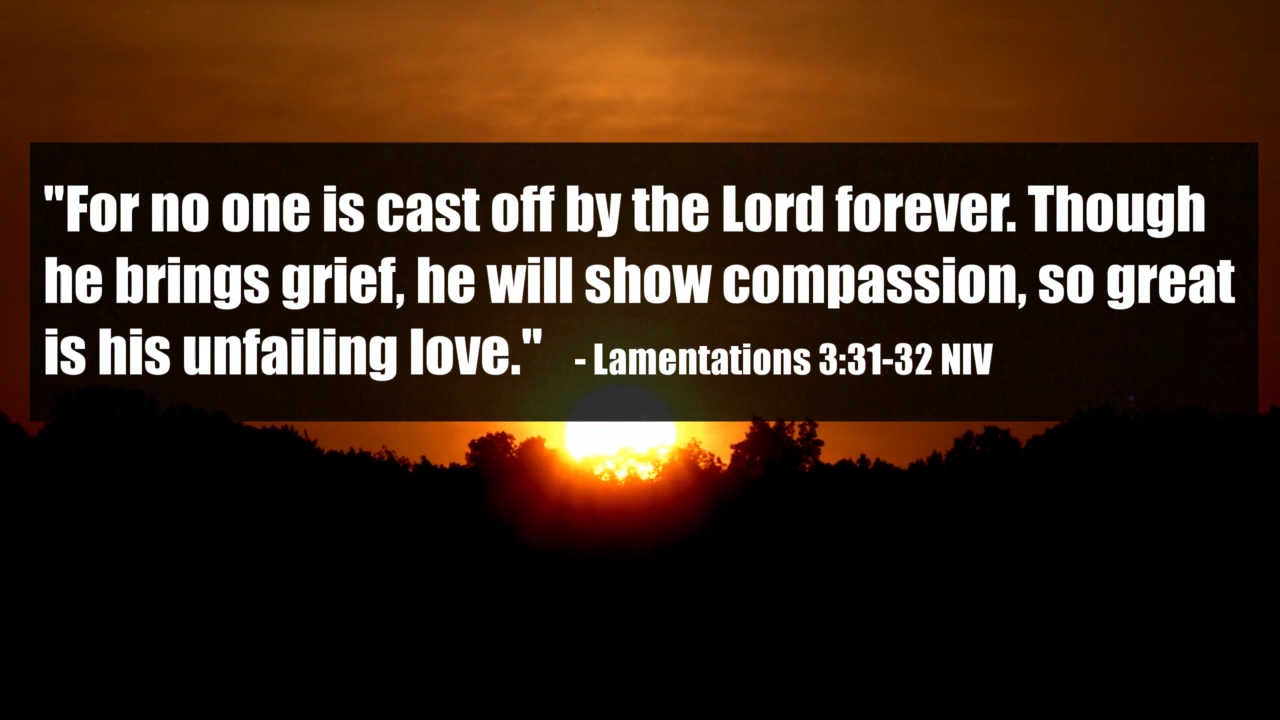 "For no one is cast off by the Lord forever. Though
he brings grief, he will show compassion, so great
is his unfailing love." - Lamentations 3:31-32 NIV